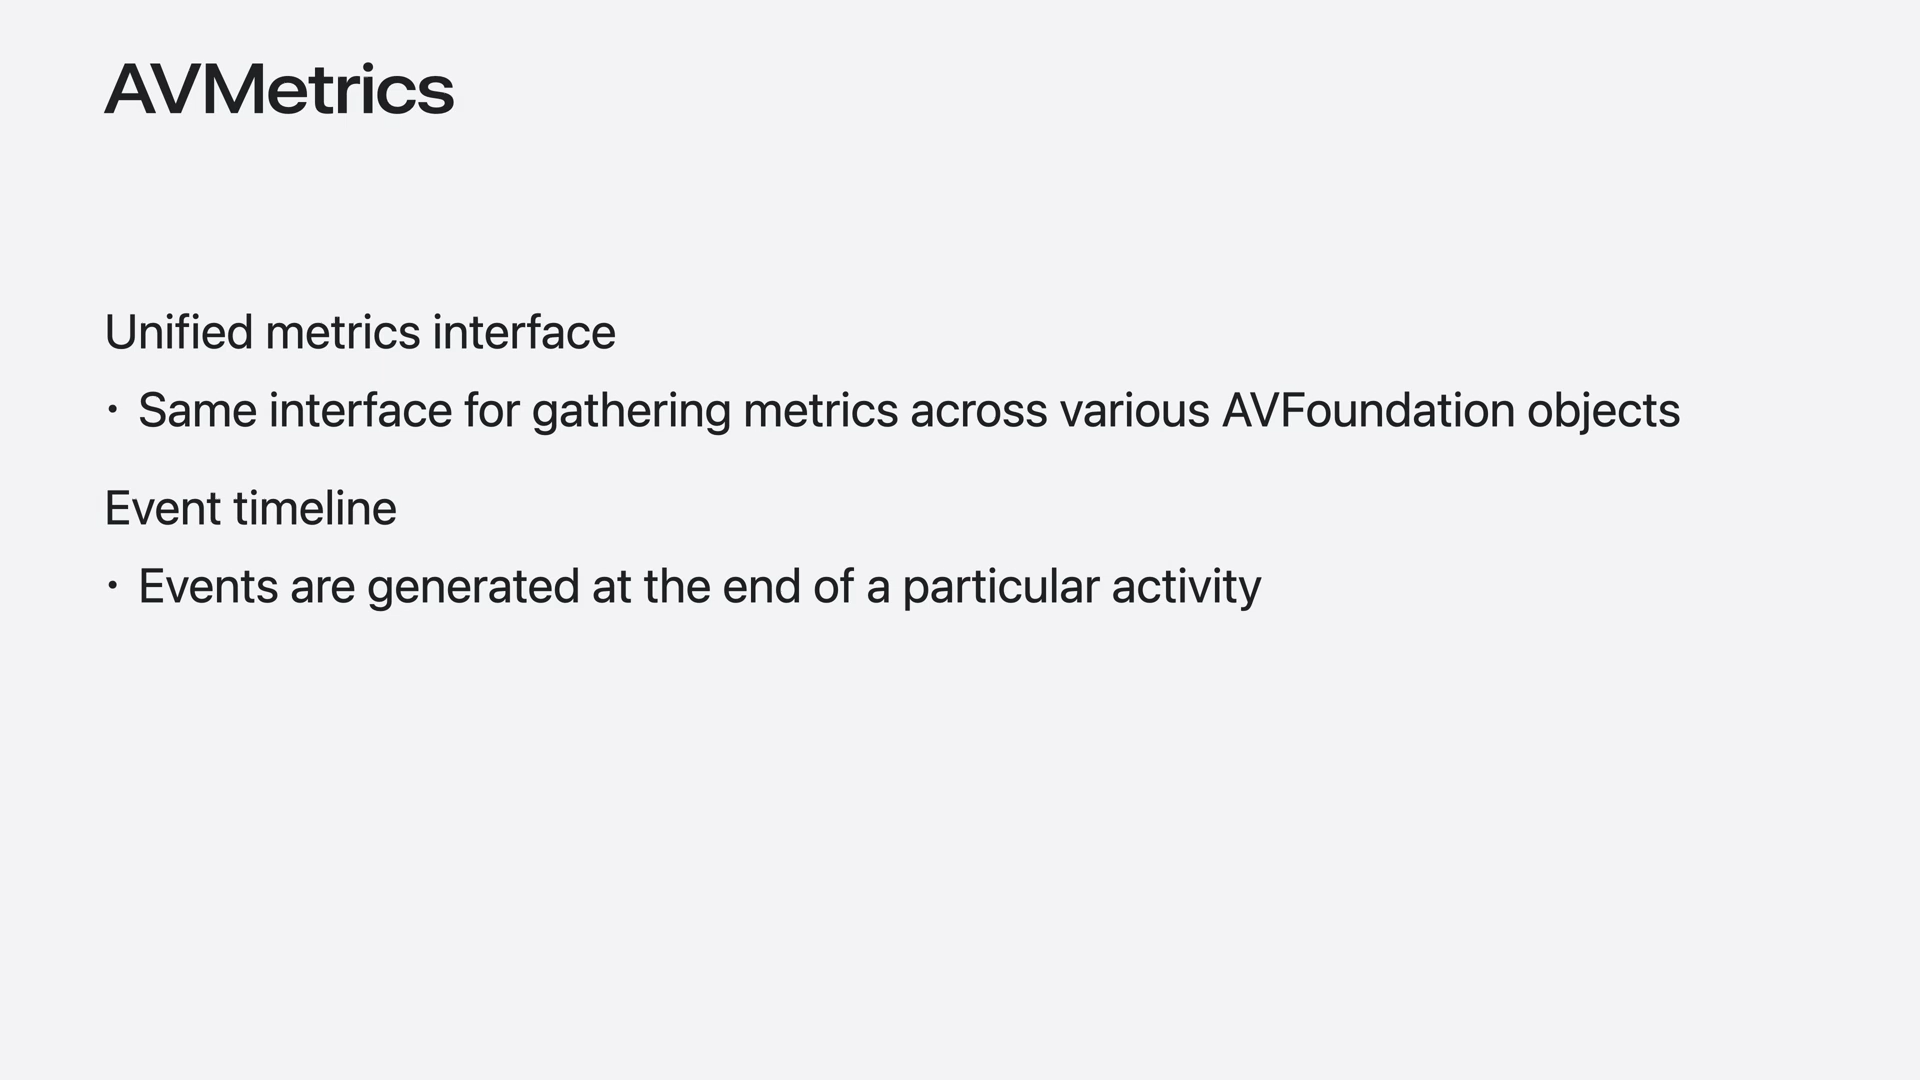 AVMetrics
Unified metrics interface
• Same interface for gathering metrics across various AVFoundation objects
Event timeline
• Events are generated at the end of a particular activity